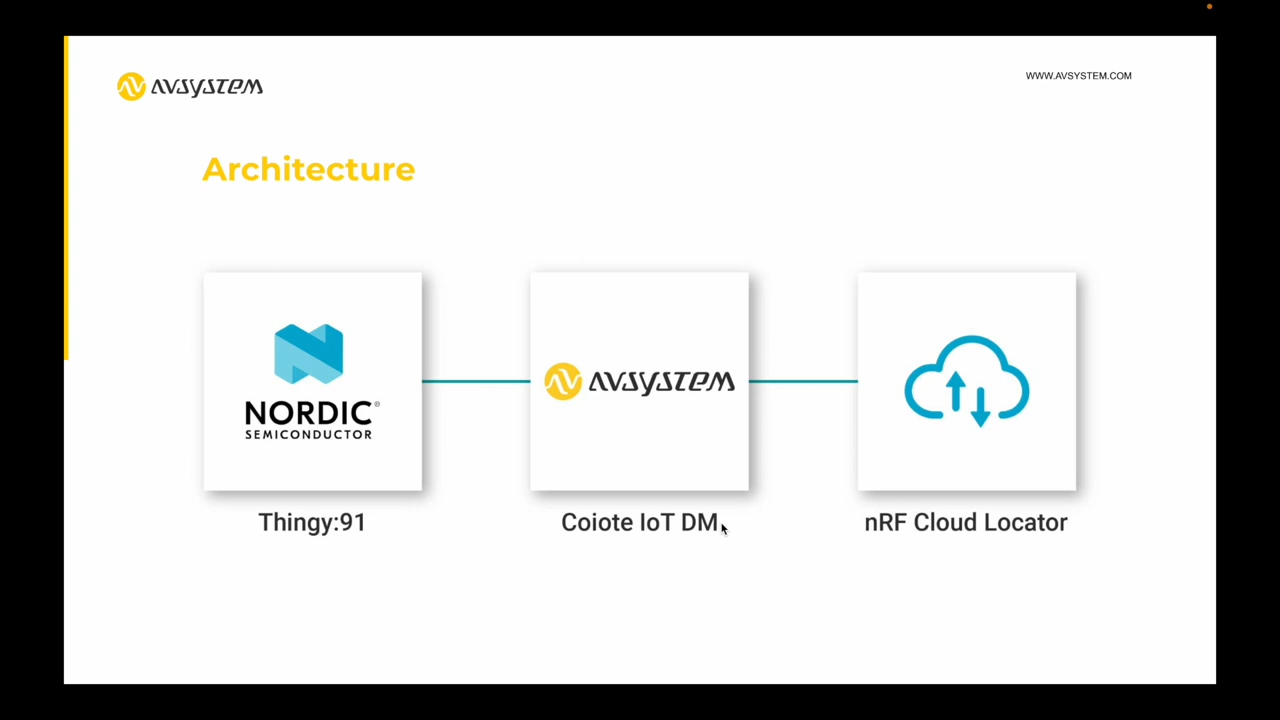 AVSYSTEM
WWW.AVSYSTEM.COM
Architecture
NORDIC®
SEMICONDUCTOR
AVSYSTEM
Thingy:91
Coiote IoT DM
nRF Cloud Locator